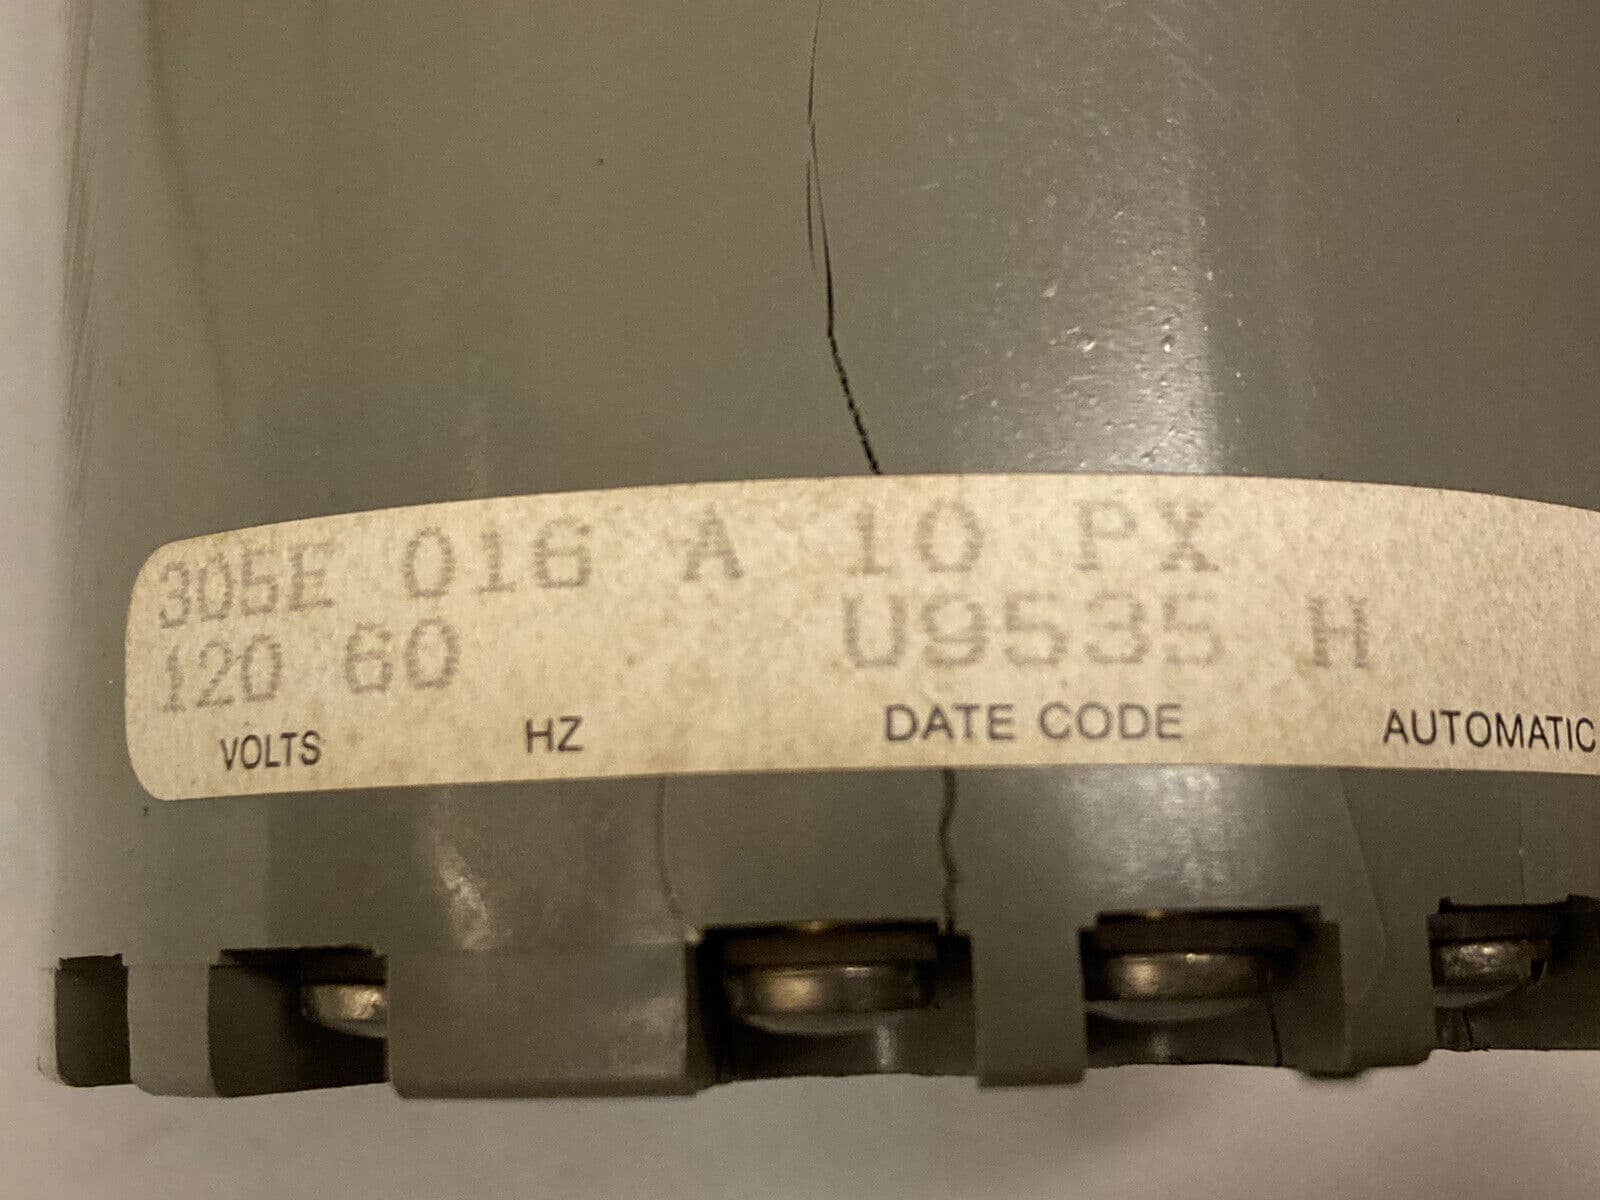 305E 016 A 10 PX
120 60 U9535 H
VOLTS HZ DATE CODE AUTOMATIC